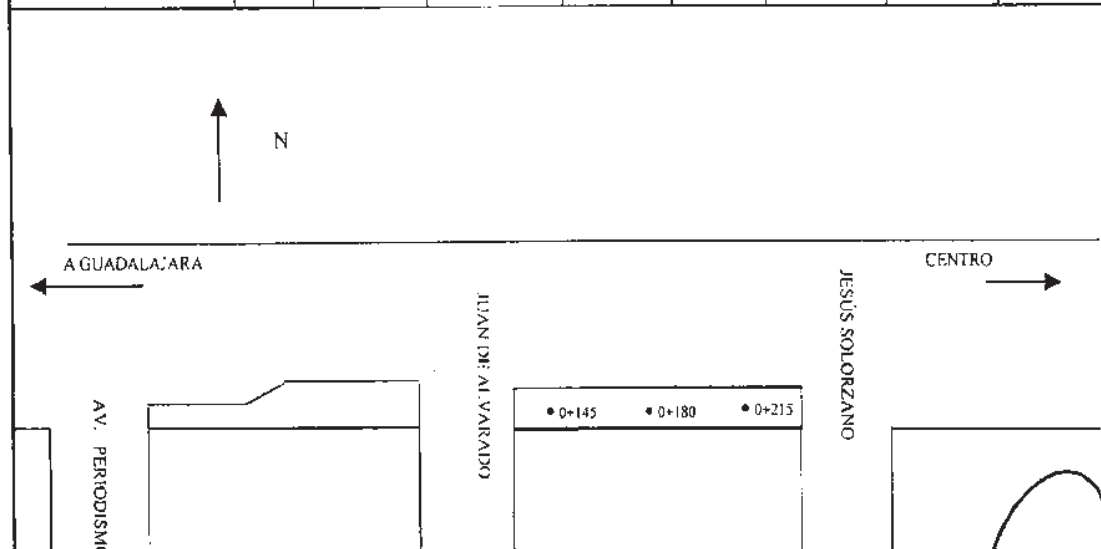 N
A GUADALAJARA
CENTRO
JUAN DE ALVARADO
JESÚS SOLORZANO
AV. PERIODISMO
0+145
0+180
0+215